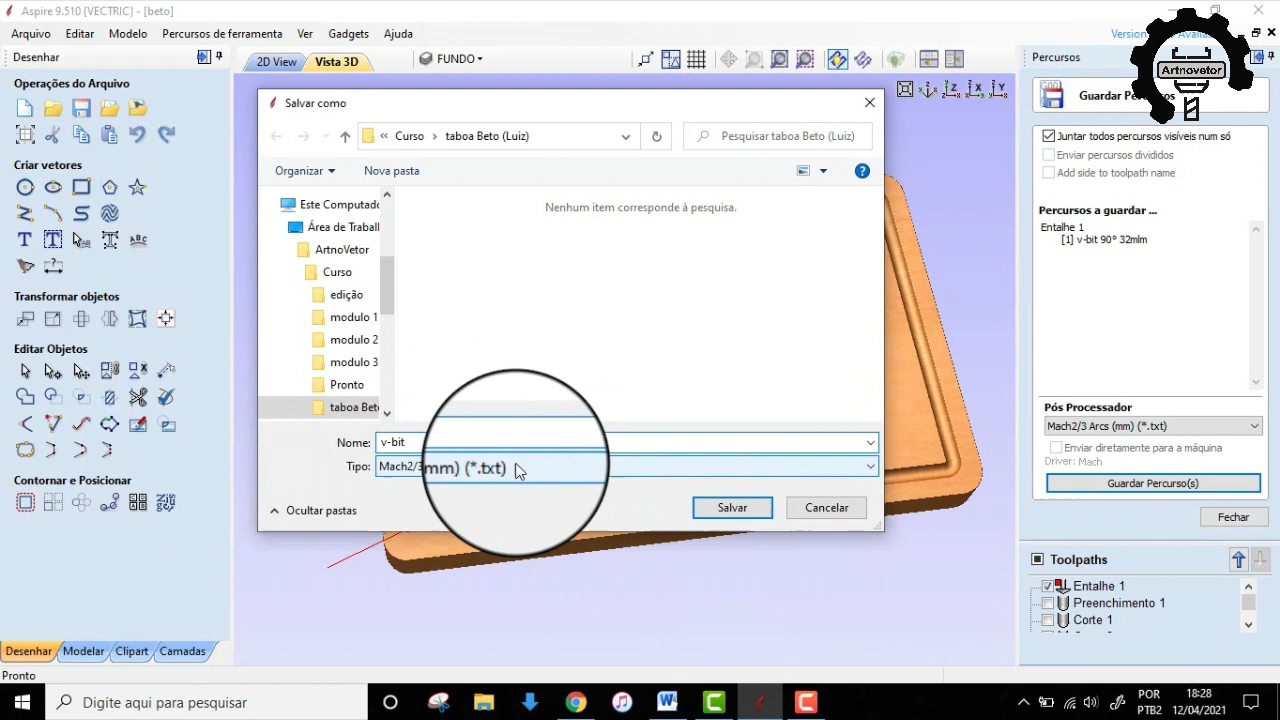 Aspire 9.510 [VECTRIC] - [beto]
Arquivo Editar Modelo Percursos de ferramenta Ver Gadgets Ajuda
Version
Desenhar
2D View
Vista 3D
FUNDO
Percursos
Artnovetor
Operações do Arquivo
Criar vetores
Transformar objetos
Editar Objetos
Contornar e Posicionar
Desenhar Modelar Clipart Camadas
Pronto
Salvar como
« Curso › taboa Beto (Luiz)
Pesquisar taboa Beto (Luiz)
Organizar
Nova pasta
Este Computado
Área de Traball
ArtnoVetor
Curso
edição
modulo 1
modulo 2
modulo 3
Pronto
taboa Beto
Nenhum item corresponde à pesquisa.
Nome: v-bit
Tipo: Mach2/3 mm) (*.txt)
Ocultar pastas
Salvar
Cancelar
Guardar Percursos
Juntar todos percursos visíveis num só
Enviar percursos divididos
Add side to toolpath name
Percursos a guardar ...
Entalhe 1
[1] v-bit 90° 32mlm
Pós Processador
Mach2/3 Arcs (mm) (*.txt)
Enviar diretamente para a máquina
Driver: Mach
Guardar Percurso(s)
Fechar
Toolpaths
Entalhe 1
Preenchimento 1
Corte 1
Digite aqui para pesquisar
POR
PTB2
18:28
12/04/2021